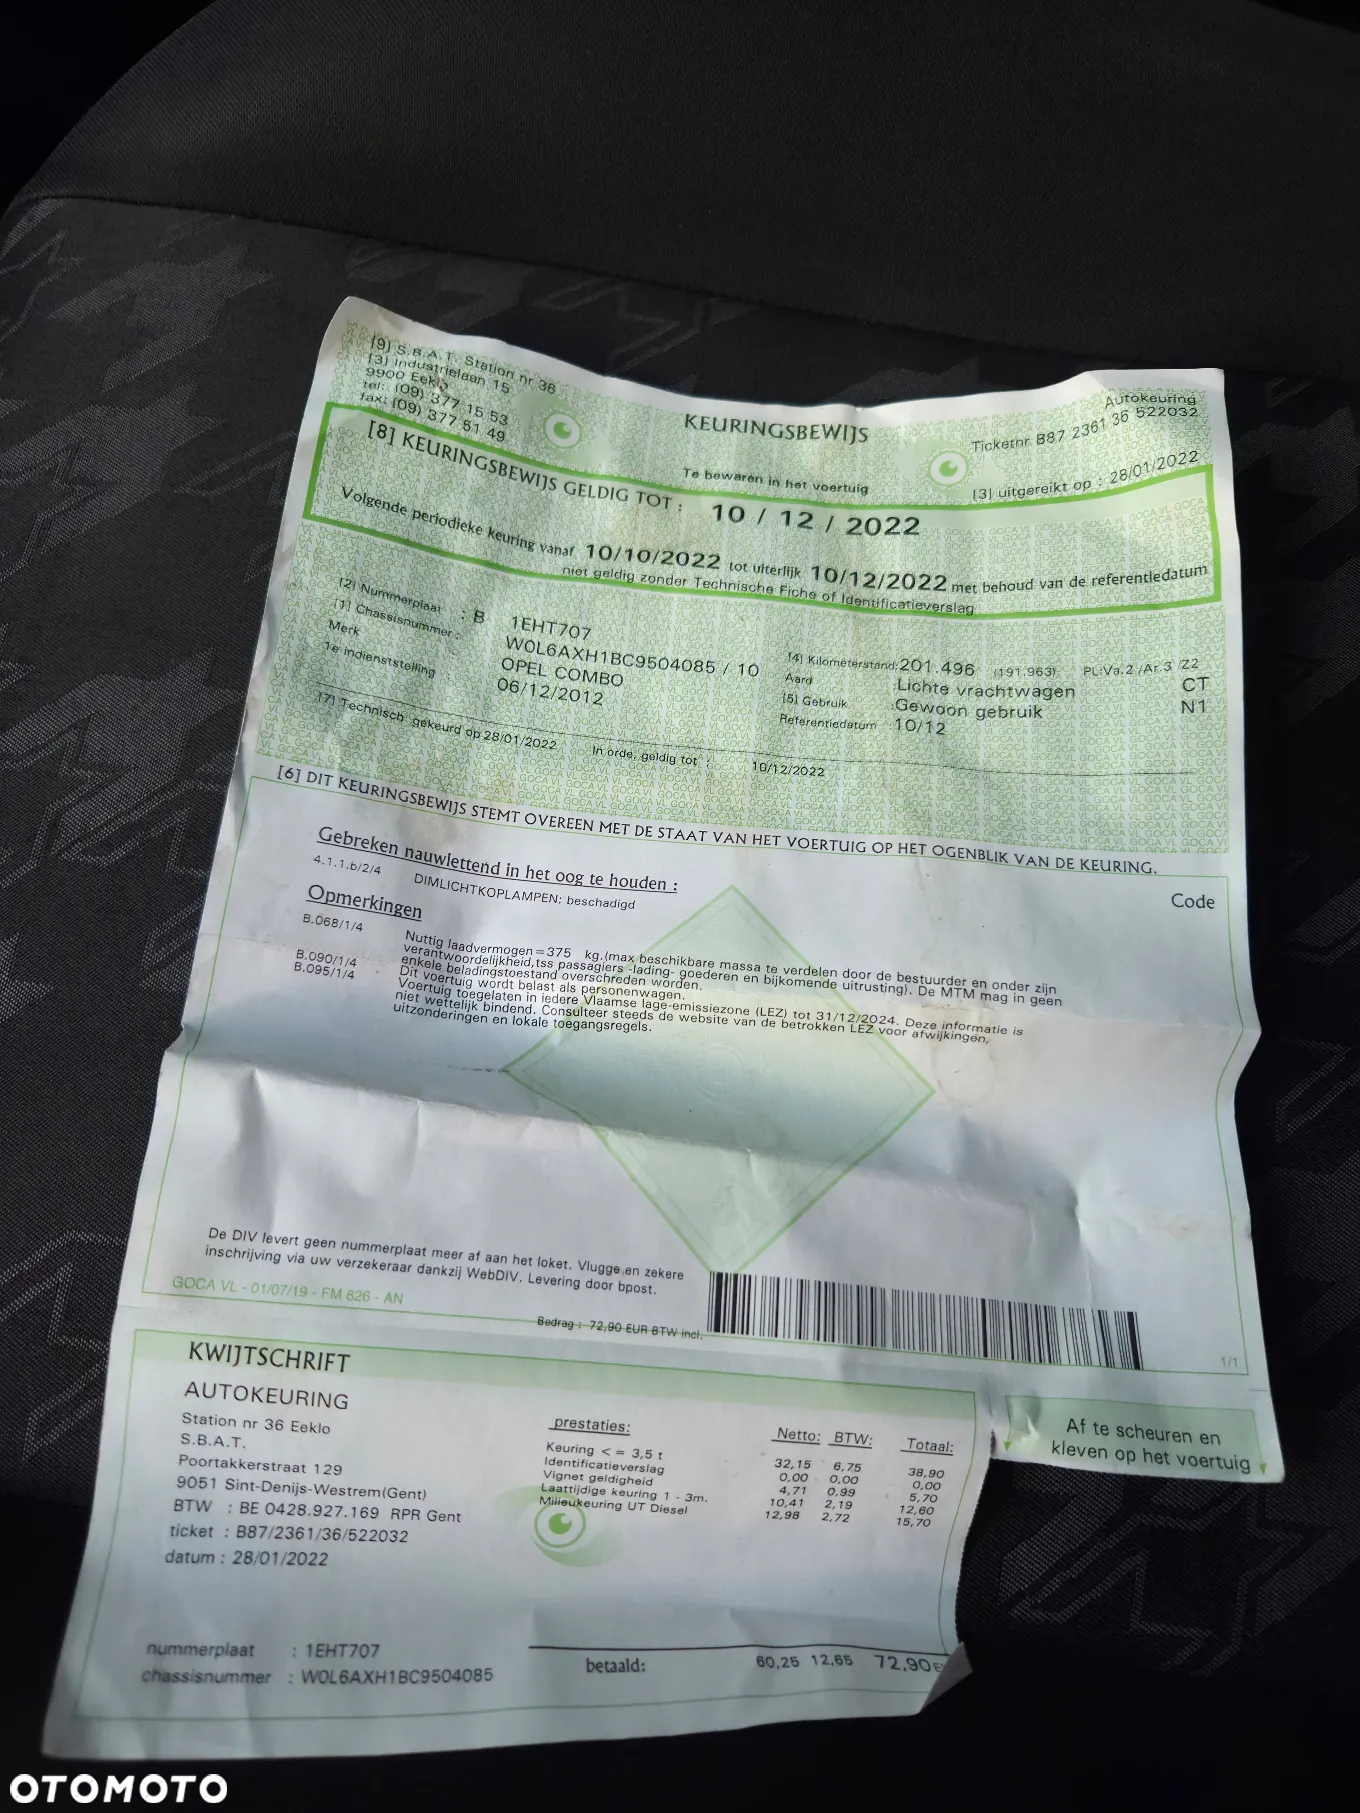 [9] S.B.A.T. Station nr 36
[3] Industrielaan 15
9900 Eeklo
tel: (09) 377 15 53
fax: (09) 377 51 49
KEURINGSBEWIJS
Te bewaren in het voertuig
Autokeuring
Ticketnr B87 2361 36 522032
[3] uitgereikt op : 28/01/2022
[8] KEURINGSBEWIJS GELDIG TOT : 10 / 12 / 2022
Volgende periodieke keuring vanaf 10/10/2022 tot uiterlijk 10/12/2022 met behoud van de referentiedatum
niet geldig zonder Technische Fiche of Identificatieverslag
[2] Nummerplaat : B 1EHT707
[1] Chassisnummer : W0L6AXH1BC9504085 / 10
Merk OPEL COMBO
1e indienststelling 06/12/2012
[4] Kilometerstand: 201.496 (191.963) PL:Va.2 /Ar.3 /Z2
Aard :Lichte vrachtwagen CT
[5] Gebruik :Gewoon gebruik N1
Referentiedatum :10/12
[7] Technisch gekeurd op 28/01/2022 In orde, geldig tot : 10/12/2022
[6] DIT KEURINGSBEWIJS STEMT OVEREEN MET DE STAAT VAN HET VOERTUIG OP HET OGENBLIK VAN DE KEURING.
Gebreken nauwlettend in het oog te houden :
Code
4.1.1.b/2/4 DIMLICHTKOPLAMPEN: beschadigd
Opmerkingen
B.068/1/4 Nuttig laadvermogen=375 kg.(max beschikbare massa te verdelen door de bestuurder en onder zijn
verantwoordelijkheid,tss passagiers -lading- goederen en bijkomende uitrusting). De MTM mag in geen
enkele beladingstoestand overschreden worden.
B.090/1/4 Dit voertuig wordt belast als personenwagen.
B.095/1/4 Voertuig toegelaten in iedere Vlaamse lage-emissiezone (LEZ) tot 31/12/2024. Deze informatie is
niet wettelijk bindend. Consulteer steeds de website van de betrokken LEZ voor afwijkingen,
uitzonderingen en lokale toegangsregels.
De DIV levert geen nummerplaat meer af aan het loket. Vlugge en zekere
inschrijving via uw verzekeraar dankzij WebDIV. Levering door bpost.
GOCA VL - 01/07/19 - FM 826 - AN
Bedrag : 72,90 EUR BTW incl.
1/1
KWIJTSCHRIFT
AUTOKEURING
Station nr 36 Eeklo
S.B.A.T.
Poortakkerstraat 129
9051 Sint-Denijs-Westrem(Gent)
BTW : BE 0428.927.169 RPR Gent
ticket : B87/2361/36/522032
datum : 28/01/2022
prestaties: Netto: BTW: Totaal:
Keuring <= 3,5 t 32,15 6,75 38,90
Identificatieverslag 0,00 0,00 0,00
Vignet geldigheid 4,71 0,99 5,70
Laattijdige keuring 1 - 3m. 10,41 2,19 12,60
Milieukeuring UT Diesel 12,98 2,72 15,70
Af te scheuren en
kleven op het voertuig
nummerplaat : 1EHT707
chassisnummer : W0L6AXH1BC9504085
betaald: 60,25 12,65 72,90
OTOMOTO